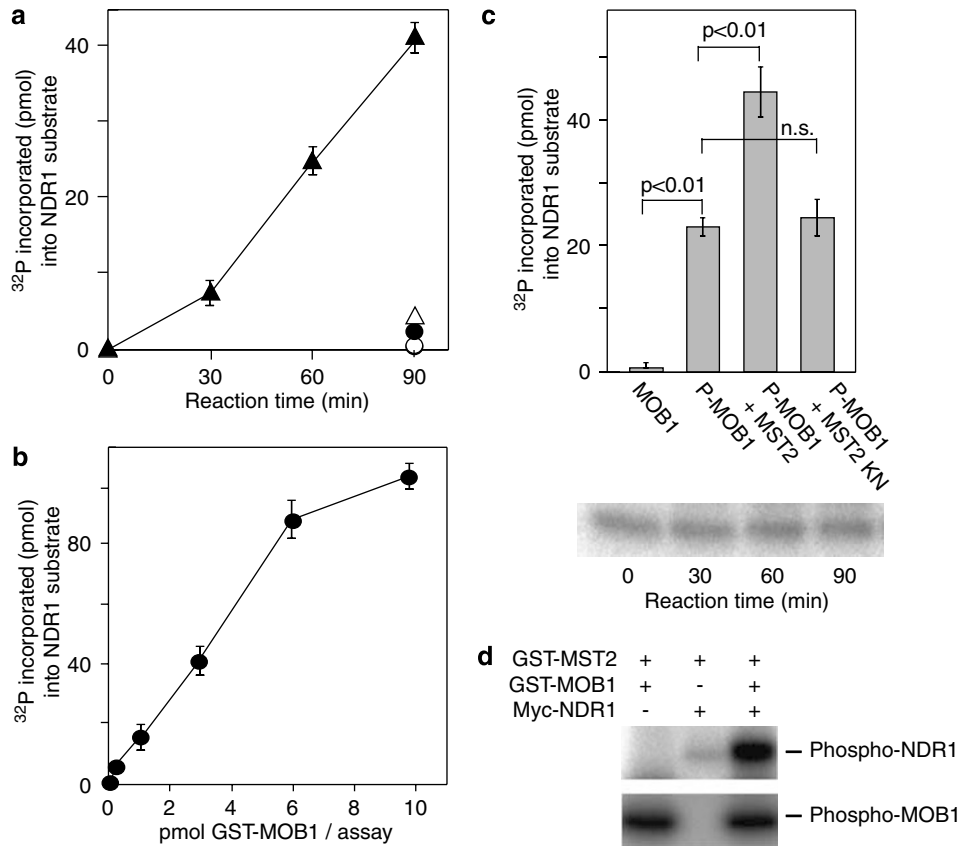 a
³²P incorporated (pmol)
into NDR1 substrate
40
20
0
0 30 60 90
Reaction time (min)
b
³²P incorporated (pmol)
into NDR1 substrate
80
40
0
0 2 4 6 8 10
pmol GST-MOB1 / assay
c
³²P incorporated (pmol)
into NDR1 substrate
40
20
0
p<0.01
n.s.
p<0.01
MOB1
P-MOB1
P-MOB1
+ MST2
P-MOB1
+ MST2 KN
0 30 60 90
Reaction time (min)
d
GST-MST2 + + +
GST-MOB1 + - +
Myc-NDR1 - + +
Phospho-NDR1
Phospho-MOB1